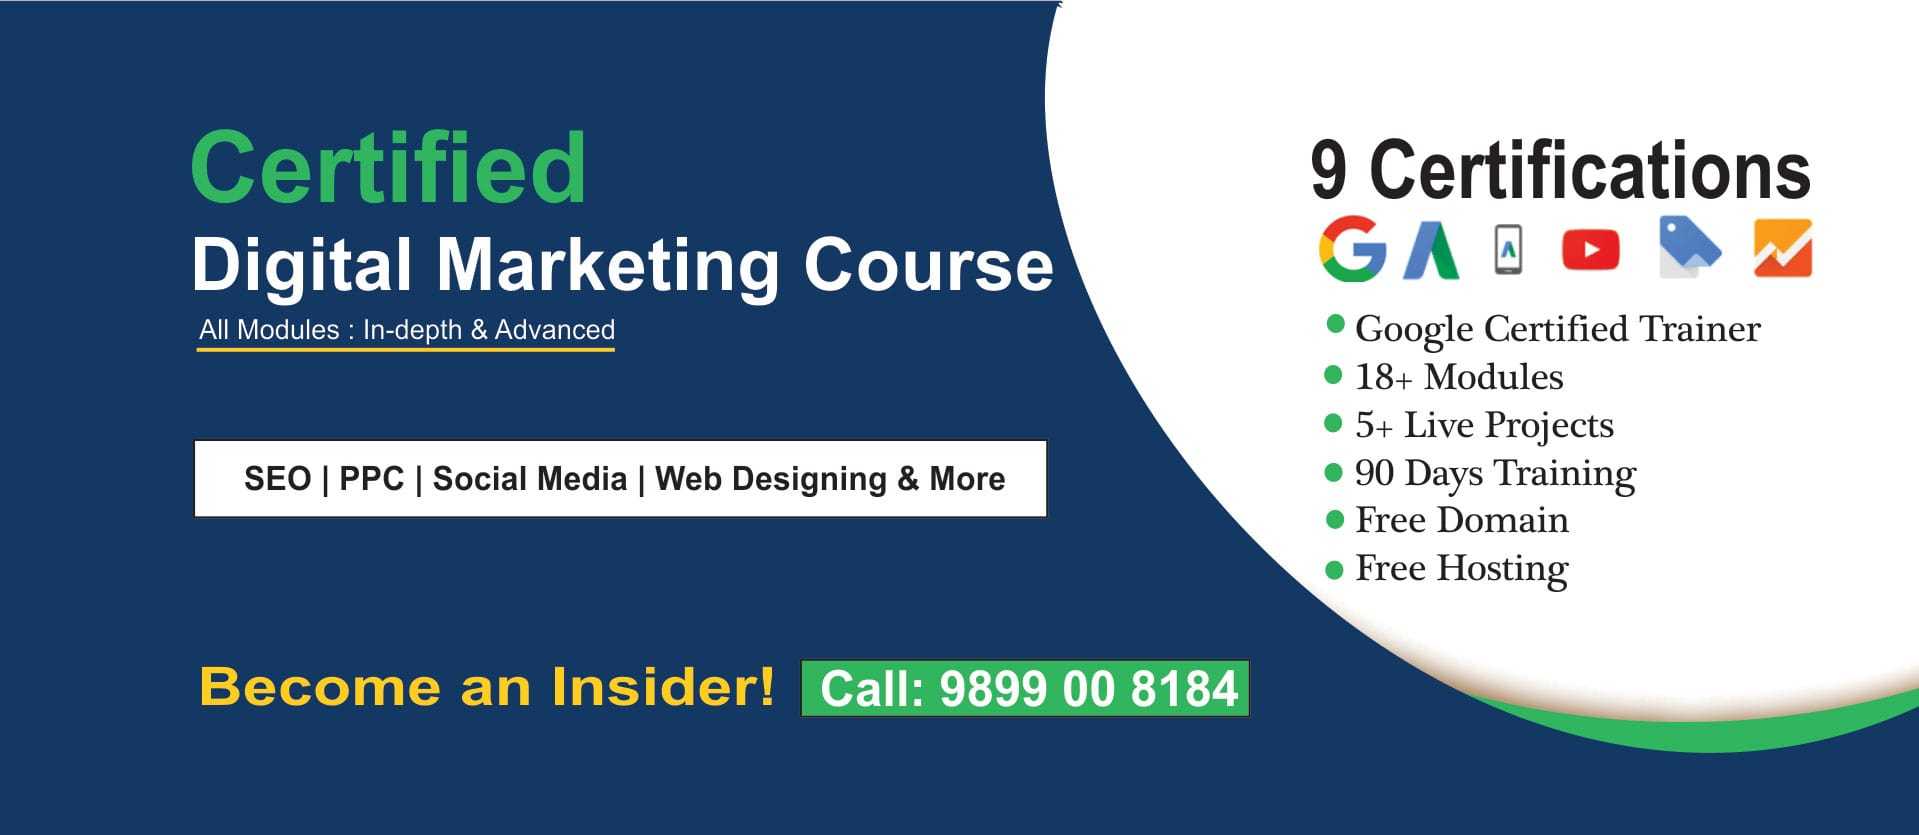 Certified
Digital Marketing Course
All Modules : In-depth & Advanced
SEO | PPC | Social Media | Web Designing & More
Become an Insider!
Call: 9899 00 8184
9 Certifications
Google Certified Trainer
18+ Modules
5+ Live Projects
90 Days Training
Free Domain
Free Hosting